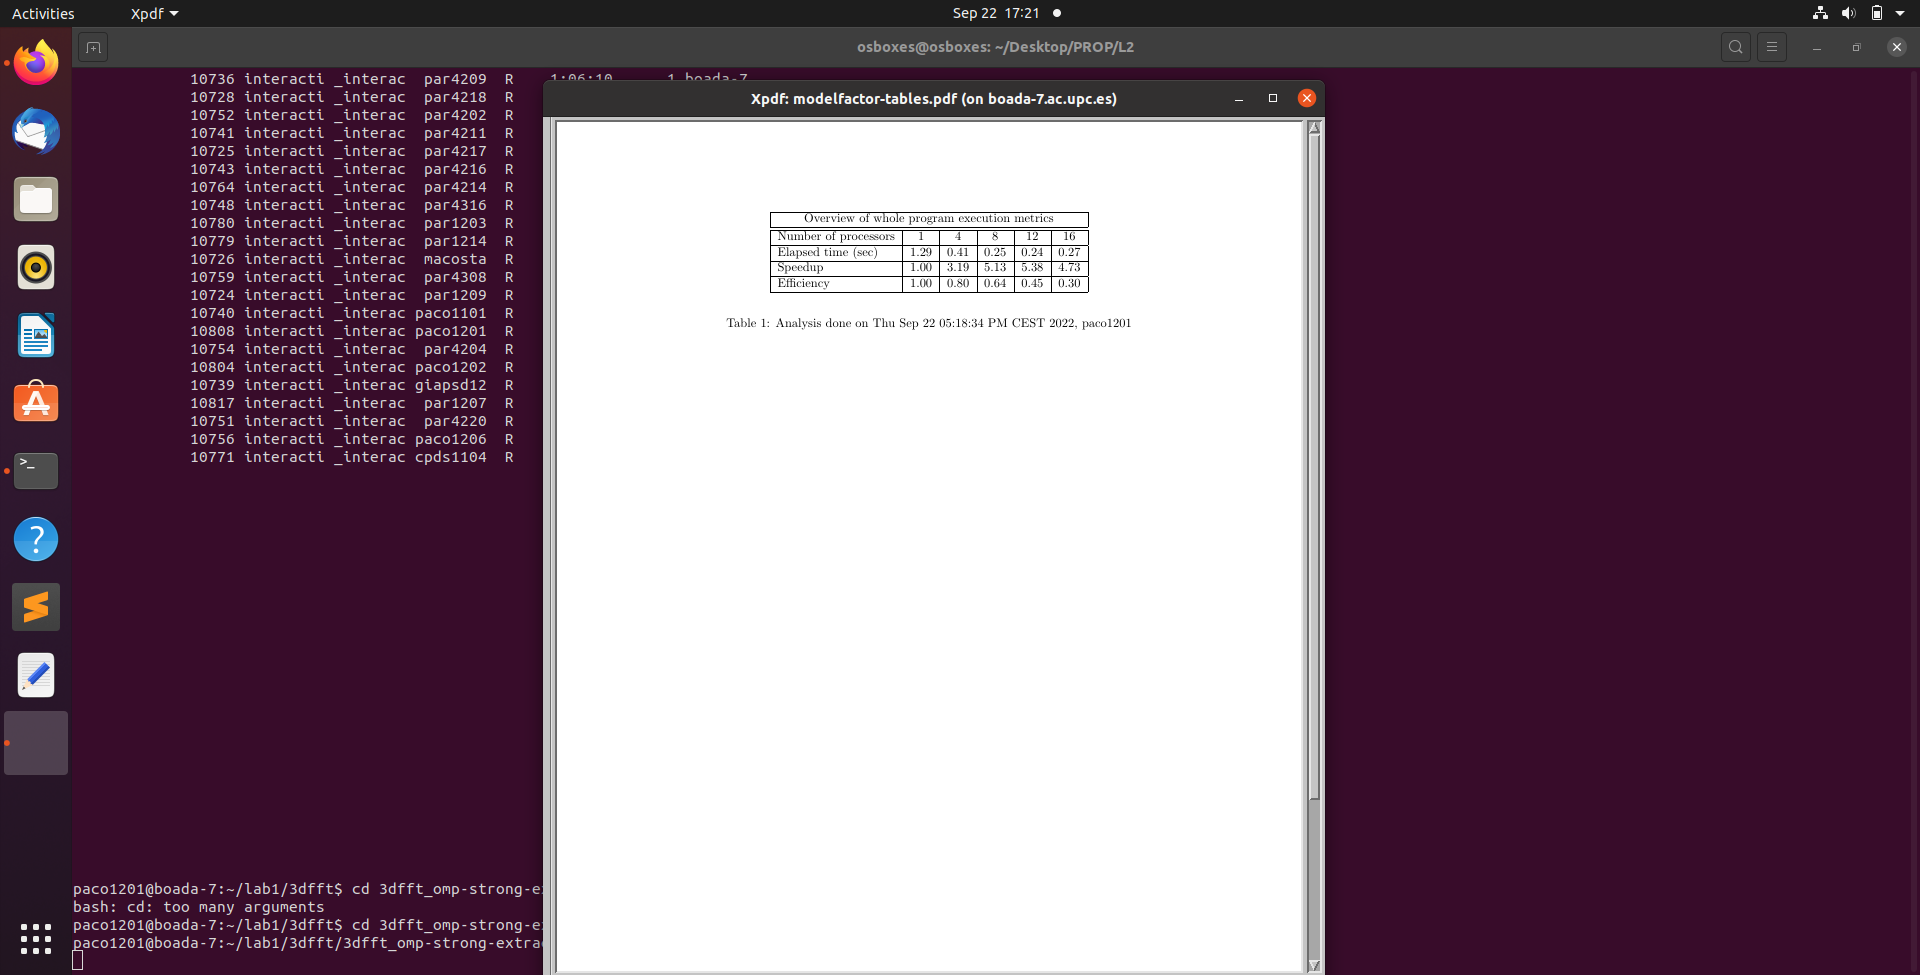 Activities Xpdf Sep 22 17:21
osboxes@osboxes: ~/Desktop/PROP/L2
10736 interacti _interac par4209 R 1:06:10 1 boada-7
10728 interacti _interac par4218 R
10752 interacti _interac par4202 R
10741 interacti _interac par4211 R
10725 interacti _interac par4217 R
10743 interacti _interac par4216 R
10764 interacti _interac par4214 R
10748 interacti _interac par4316 R
10780 interacti _interac par1203 R
10779 interacti _interac par1214 R
10726 interacti _interac macosta R
10759 interacti _interac par4308 R
10724 interacti _interac par1209 R
10740 interacti _interac paco1101 R
10808 interacti _interac paco1201 R
10754 interacti _interac par4204 R
10804 interacti _interac paco1202 R
10739 interacti _interac giapsd12 R
10817 interacti _interac par1207 R
10751 interacti _interac par4220 R
10756 interacti _interac paco1206 R
10771 interacti _interac cpds1104 R
paco1201@boada-7:~/lab1/3dfft$ cd 3dfft_omp-strong-e
bash: cd: too many arguments
paco1201@boada-7:~/lab1/3dfft$ cd 3dfft_omp-strong-e
paco1201@boada-7:~/lab1/3dfft/3dfft_omp-strong-extra
Xpdf: modelfactor-tables.pdf (on boada-7.ac.upc.es)
Overview of whole program execution metrics
Number of processors 1 4 8 12 16
Elapsed time (sec) 1.29 0.41 0.25 0.24 0.27
Speedup 1.00 3.19 5.13 5.38 4.73
Efficiency 1.00 0.80 0.64 0.45 0.30
Table 1: Analysis done on Thu Sep 22 05:18:34 PM CEST 2022, paco1201